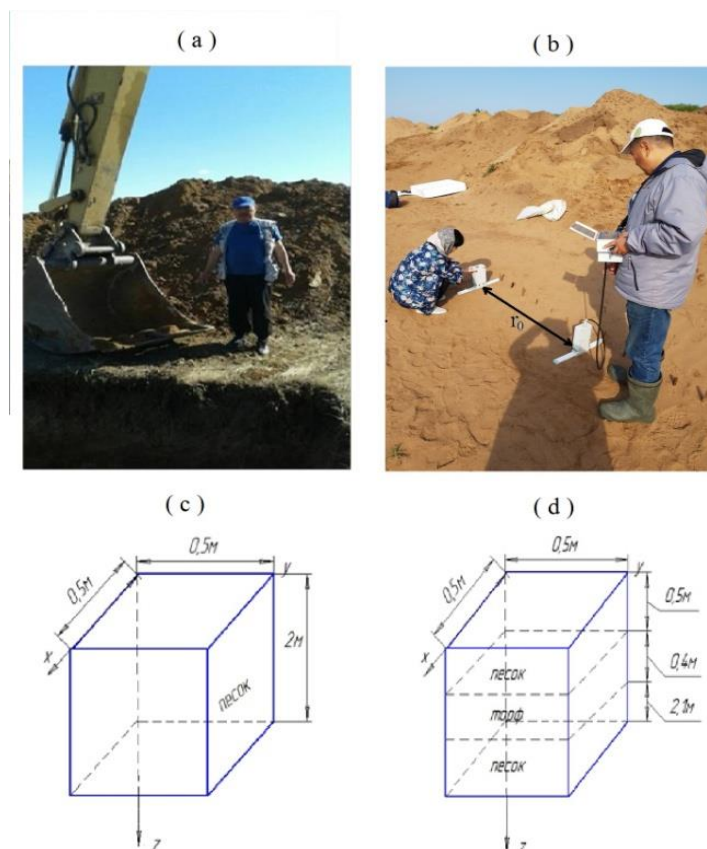 ( a )
( b )
r₀
( c )
( d )
0,5м
0,5м
y
2м
x
песок
z
0,5м
0,5м
y
0,5м
0,4м
2,1м
x
песок
торф
песок
z